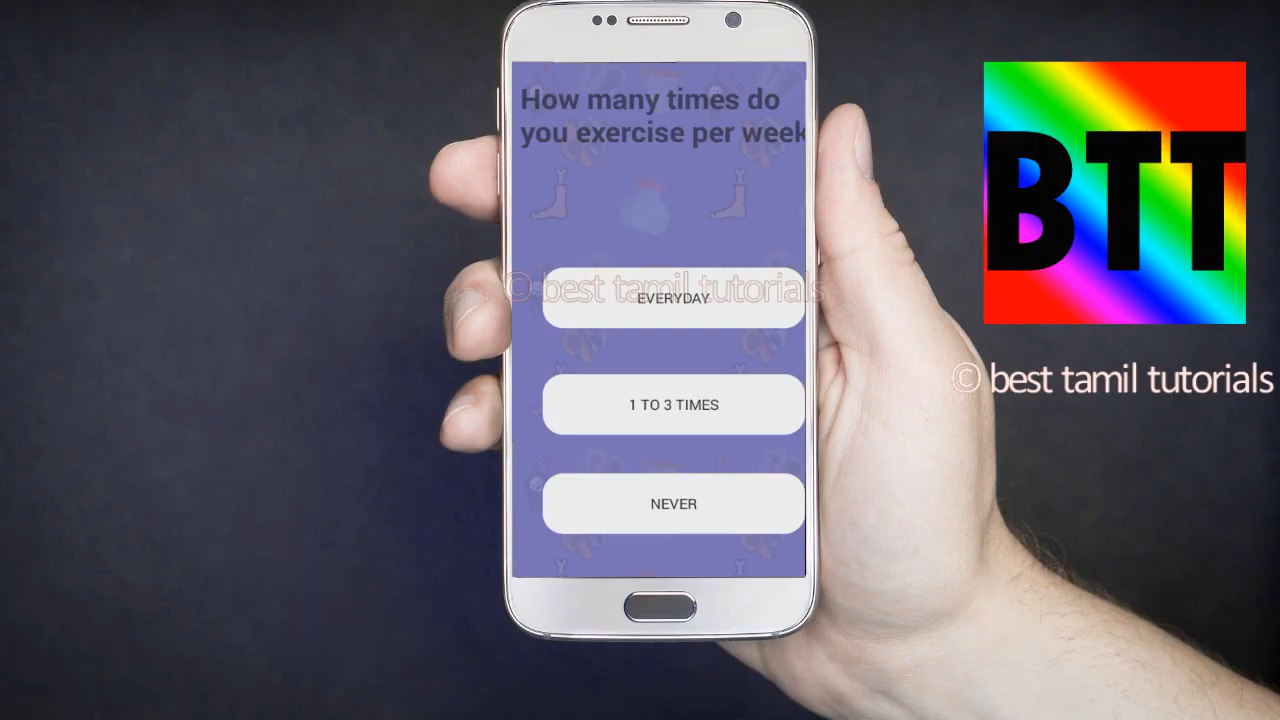 How many times do
you exercise per week
EVERYDAY
1 TO 3 TIMES
NEVER
© best tamil tutorials
BTT
© best tamil tutorials